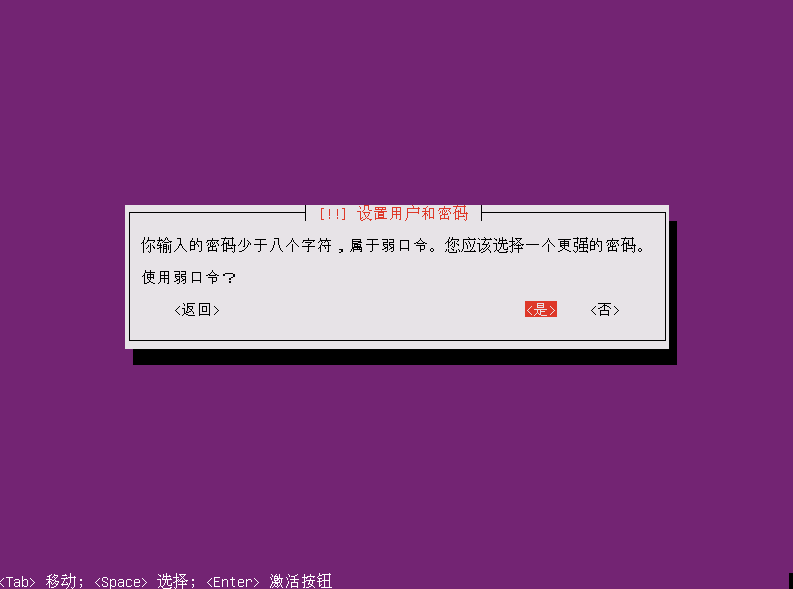 [!!] 设置用户和密码
你输入的密码少于八个字符，属于弱口令。您应该选择一个更强的密码。
使用弱口令？
<返回> <是> <否>
<Tab> 移动; <Space> 选择; <Enter> 激活按钮